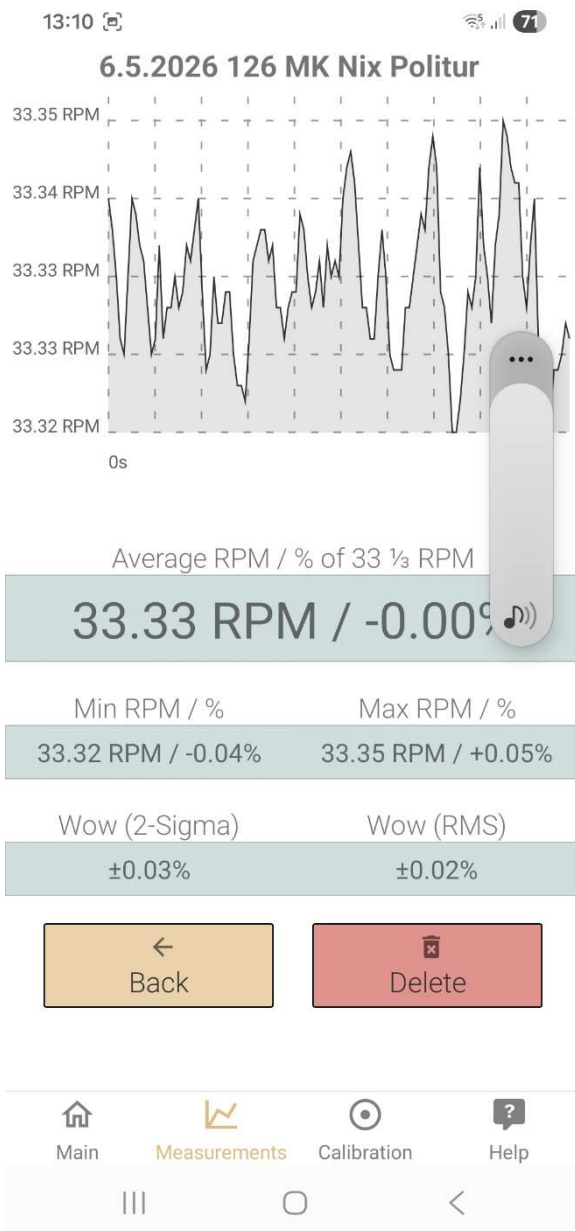 13:10
71
6.5.2026 126 MK Nix Politur
33.35 RPM
33.34 RPM
33.33 RPM
33.33 RPM
33.32 RPM
0s
Average RPM / % of 33 ⅓ RPM
33.33 RPM / -0.00%
Min RPM / % Max RPM / %
33.32 RPM / -0.04% 33.35 RPM / +0.05%
Wow (2-Sigma) Wow (RMS)
±0.03% ±0.02%
Back Delete
Main Measurements Calibration Help